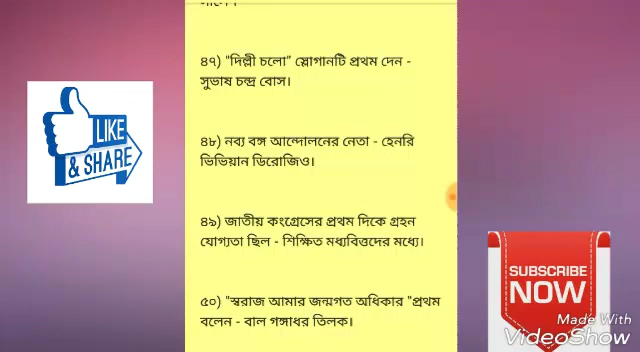 ৪৭) "দিল্লী চলো" স্লোগানটি প্রথম দেন -
সুভাষ চন্দ্র বোস।
৪৮) নব্য বঙ্গ আন্দোলনের নেতা - হেনরি
ভিভিয়ান ডিরোজিও।
৪৯) জাতীয় কংগ্রেসের প্রথম দিকে গ্রহন
যোগ্যতা ছিল - শিক্ষিত মধ্যবিত্তদের মধ্যে।
৫০) "স্বরাজ আমার জন্মগত অধিকার "প্রথম
বলেন - বাল গঙ্গাধর তিলক।
LIKE
& SHARE
SUBSCRIBE
NOW
Made With
VideoShow